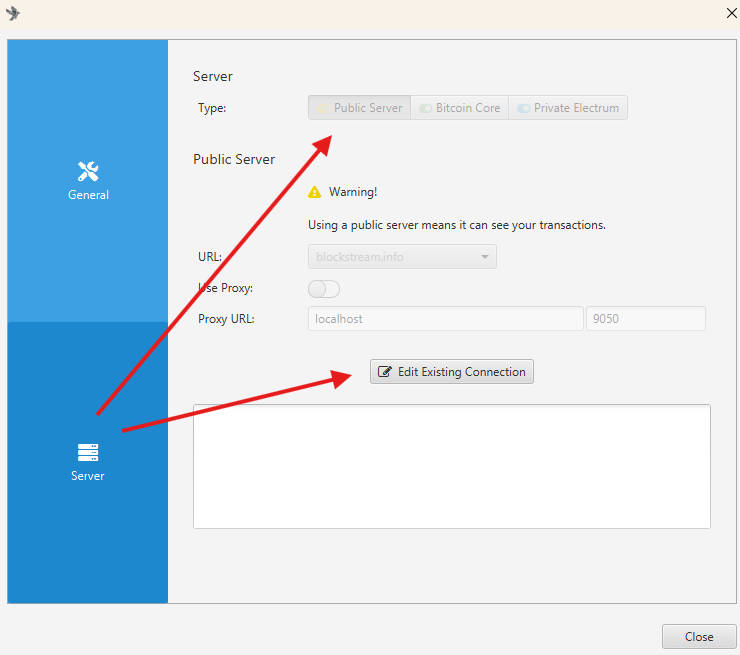 Server
Type:
Public Server
Bitcoin Core
Private Electrum
General
Public Server
Warning!
Using a public server means it can see your transactions.
URL:
blockstream.info
Use Proxy:
Proxy URL:
localhost
9050
Edit Existing Connection
Server
Close